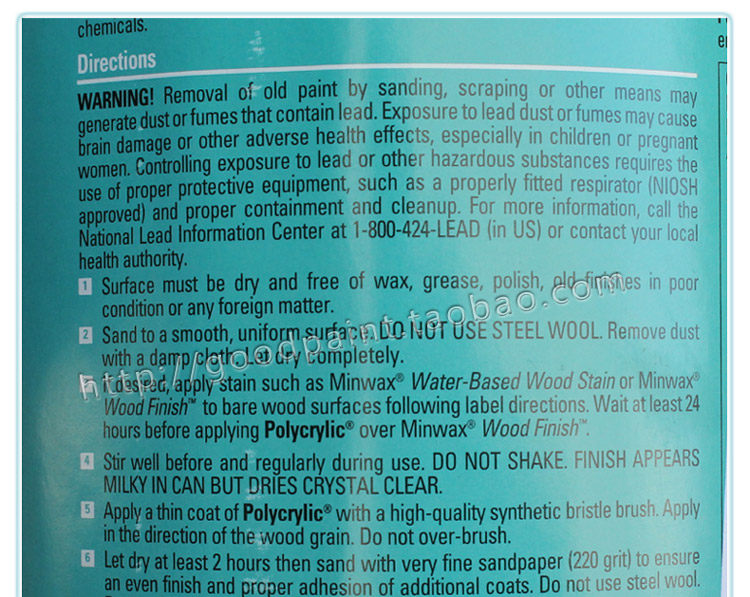 chemicals.
Directions
WARNING! Removal of old paint by sanding, scraping or other means may
generate dust or fumes that contain lead. Exposure to lead dust or fumes may cause
brain damage or other adverse health effects, especially in children or pregnant
women. Controlling exposure to lead or other hazardous substances requires the
use of proper protective equipment, such as a properly fitted respirator (NIOSH
approved) and proper containment and cleanup. For more information, call the
National Lead Information Center at 1-800-424-LEAD (in US) or contact your local
health authority.
1 Surface must be dry and free of wax, grease, polish, old finishes in poor
condition or any foreign matter.
2 Sand to a smooth, uniform surface. DO NOT USE STEEL WOOL. Remove dust
with a damp cloth. Let dry completely.
If desired, apply stain such as Minwax® Water-Based Wood Stain or Minwax®
Wood Finish™ to bare wood surfaces following label directions. Wait at least 24
hours before applying Polycrylic® over Minwax® Wood Finish™.
4 Stir well before and regularly during use. DO NOT SHAKE. FINISH APPEARS
MILKY IN CAN BUT DRIES CRYSTAL CLEAR.
5 Apply a thin coat of Polycrylic® with a high-quality synthetic bristle brush. Apply
in the direction of the wood grain. Do not over-brush.
6 Let dry at least 2 hours then sand with very fine sandpaper (220 grit) to ensure
an even finish and proper adhesion of additional coats. Do not use steel wool.
http://goodpaint.taobao.com